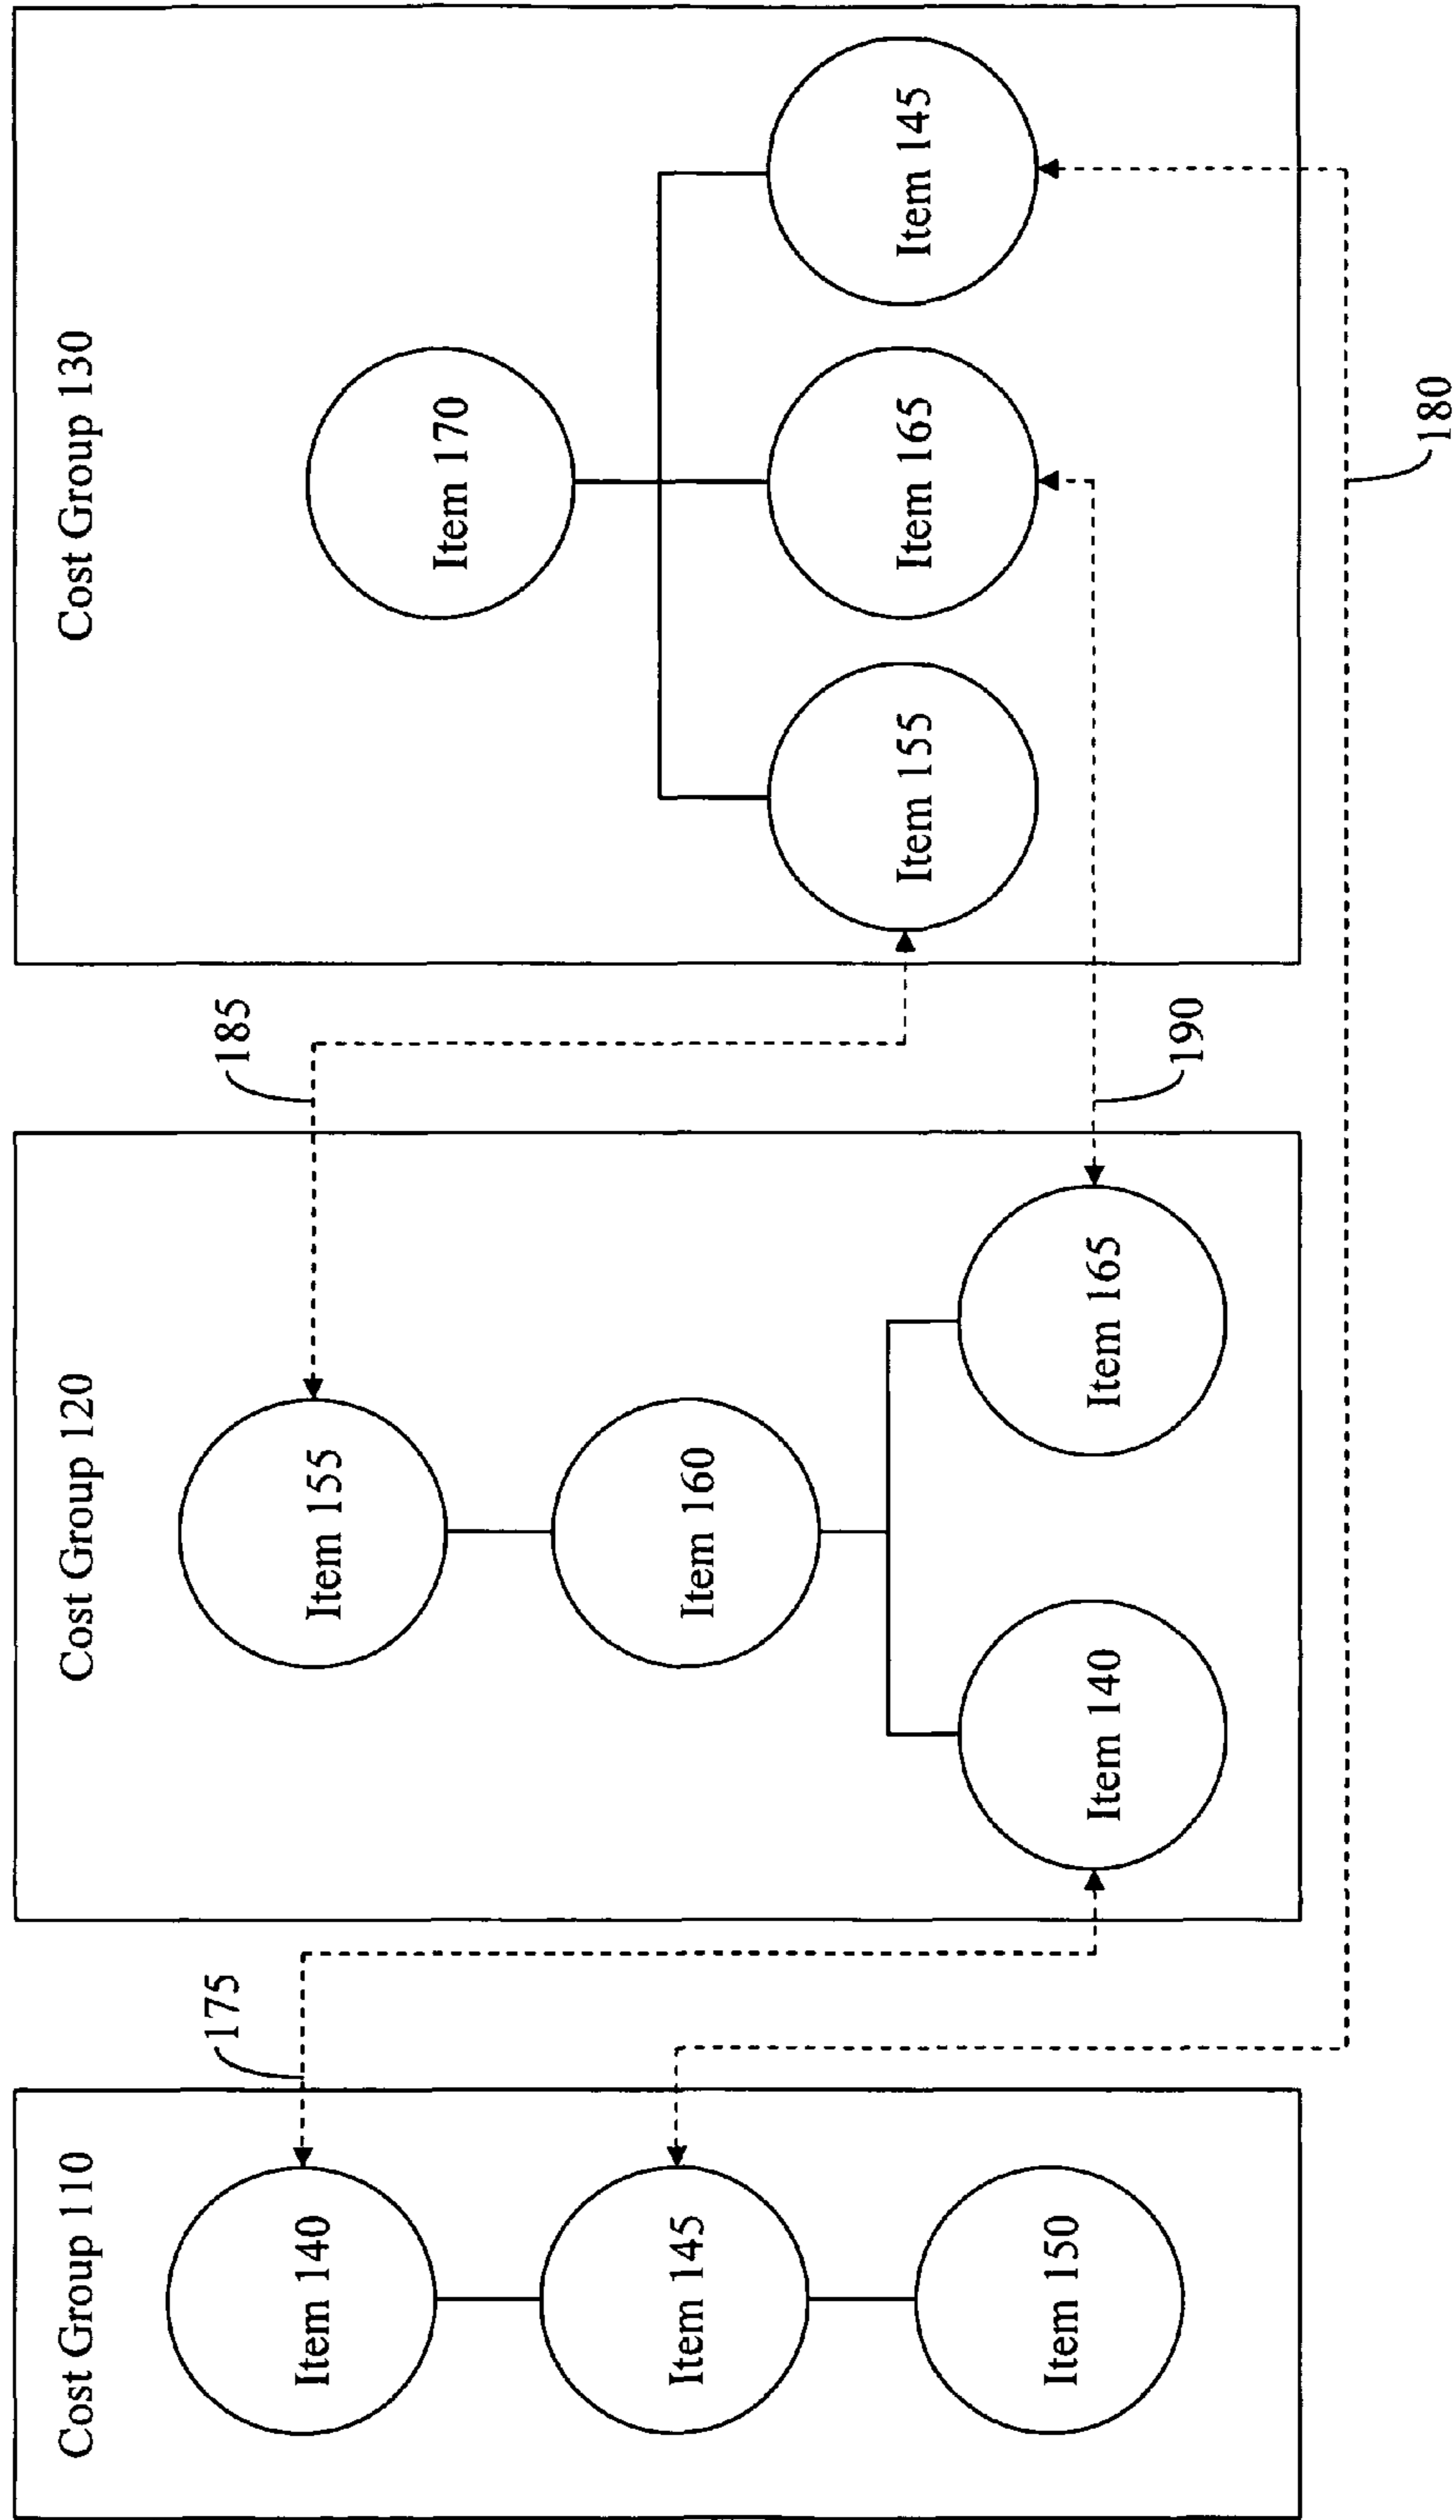 Cost Group 110
Item 140
Item 145
Item 150
175
Cost Group 120
Item 155
Item 160
Item 140
Item 165
185
190
Cost Group 130
Item 170
Item 155
Item 165
Item 145
180